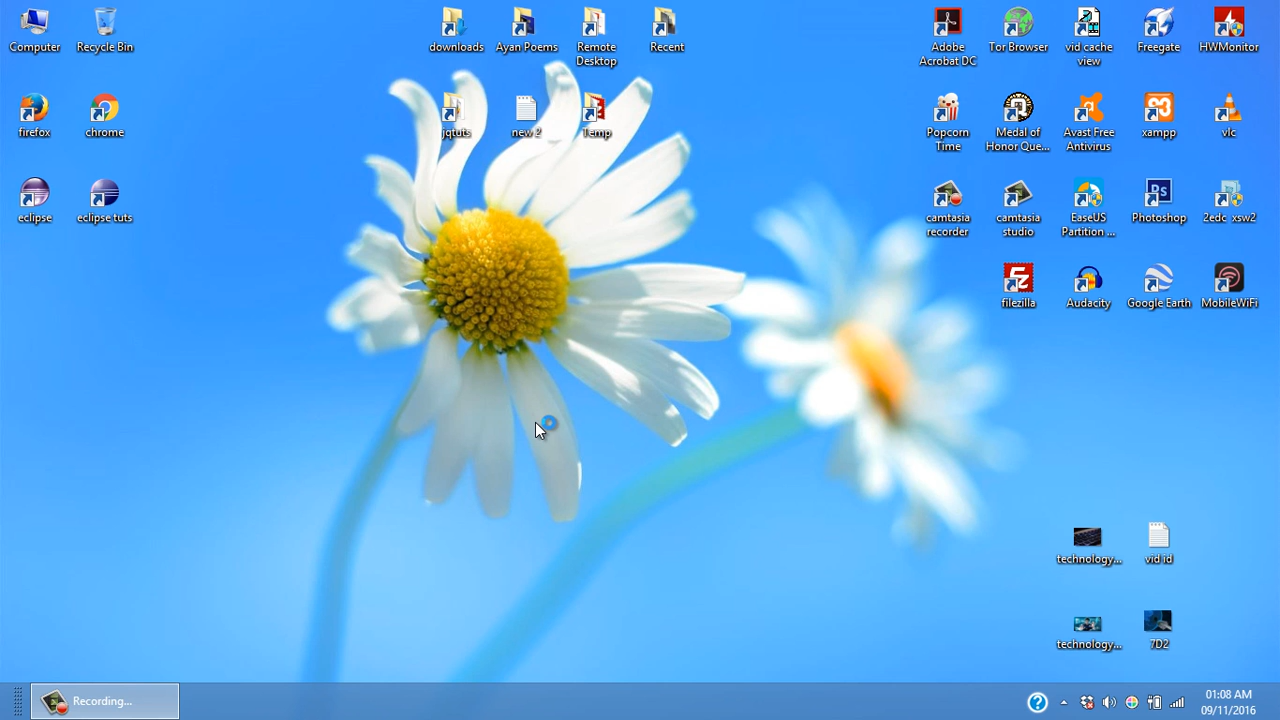 Computer
Recycle Bin
downloads
Ayan Poems
Remote
Desktop
Recent
Adobe
Acrobat DC
Tor Browser
vid cache
view
Freegate
HWMonitor
firefox
chrome
jqtuts
new 2
Temp
Popcorn
Time
Medal of
Honor Que...
Avast Free
Antivirus
xampp
vlc
eclipse
eclipse tuts
camtasia
recorder
camtasia
studio
EaseUS
Partition ...
Ps
Photoshop
2edc_xsw2
filezilla
Audacity
Google Earth
MobileWiFi
technology...
vid id
technology...
7D2
Recording...
01:08 AM
09/11/2016